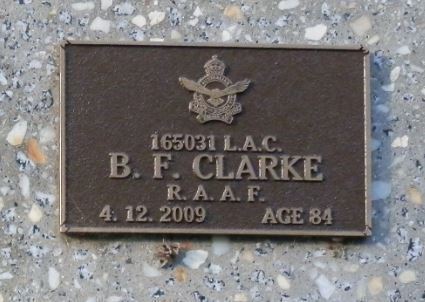 165031 L.A.C.
B. F. CLARKE
R. A. A. F.
4. 12. 2009 AGE 84